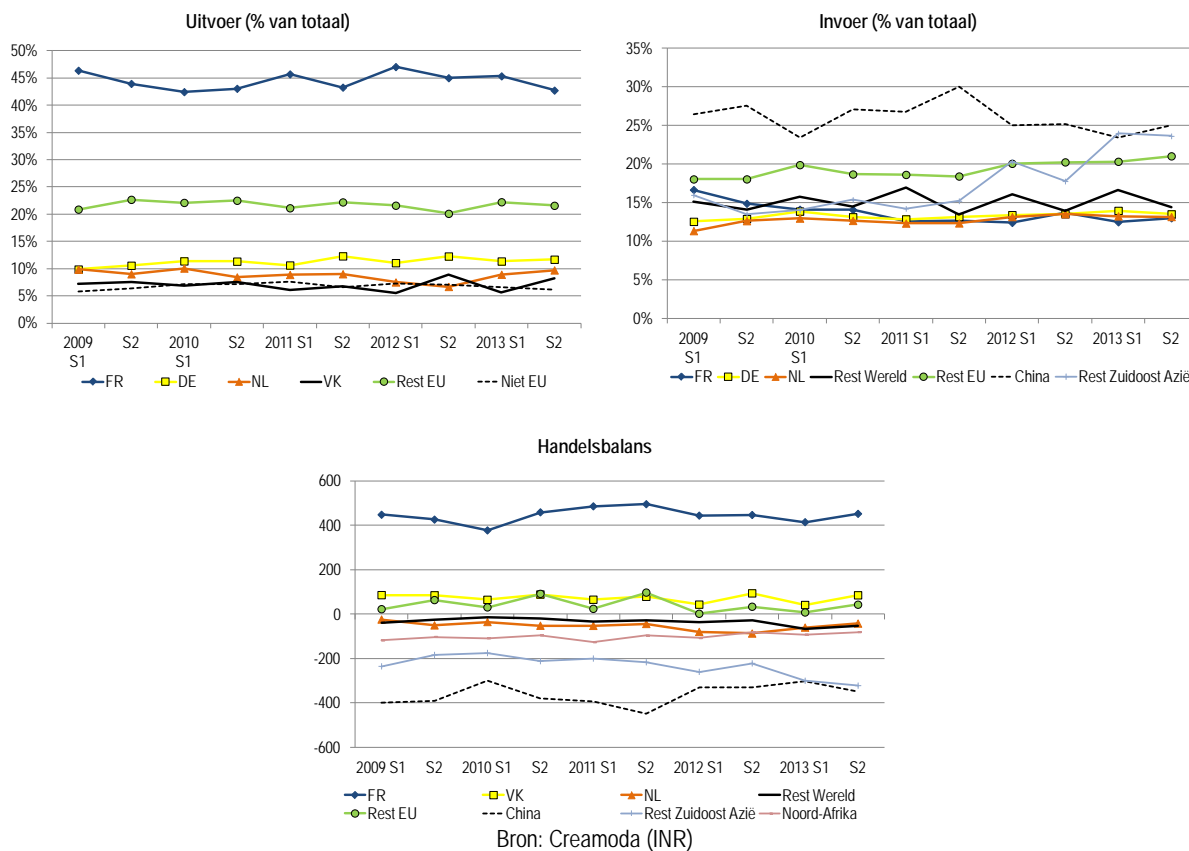 Uitvoer (% van totaal)
50%
45%
40%
35%
30%
25%
20%
15%
10%
5%
0%
2009 S2 2010 S2 2011 S1 S2 2012 S1 S2 2013 S1 S2
S1 S1
FR DE NL VK Rest EU Niet EU
Invoer (% van totaal)
35%
30%
25%
20%
15%
10%
5%
0%
2009 S2 2010 S2 2011 S1 S2 2012 S1 S2 2013 S1 S2
S1 S1
FR DE NL Rest Wereld Rest EU China Rest Zuidoost Azië
Handelsbalans
600
400
200
0
-200
-400
-600
2009 S1 S2 2010 S1 S2 2011 S1 S2 2012 S1 S2 2013 S1 S2
FR VK NL Rest Wereld
Rest EU China Rest Zuidoost Azië Noord-Afrika
Bron: Creamoda (INR)